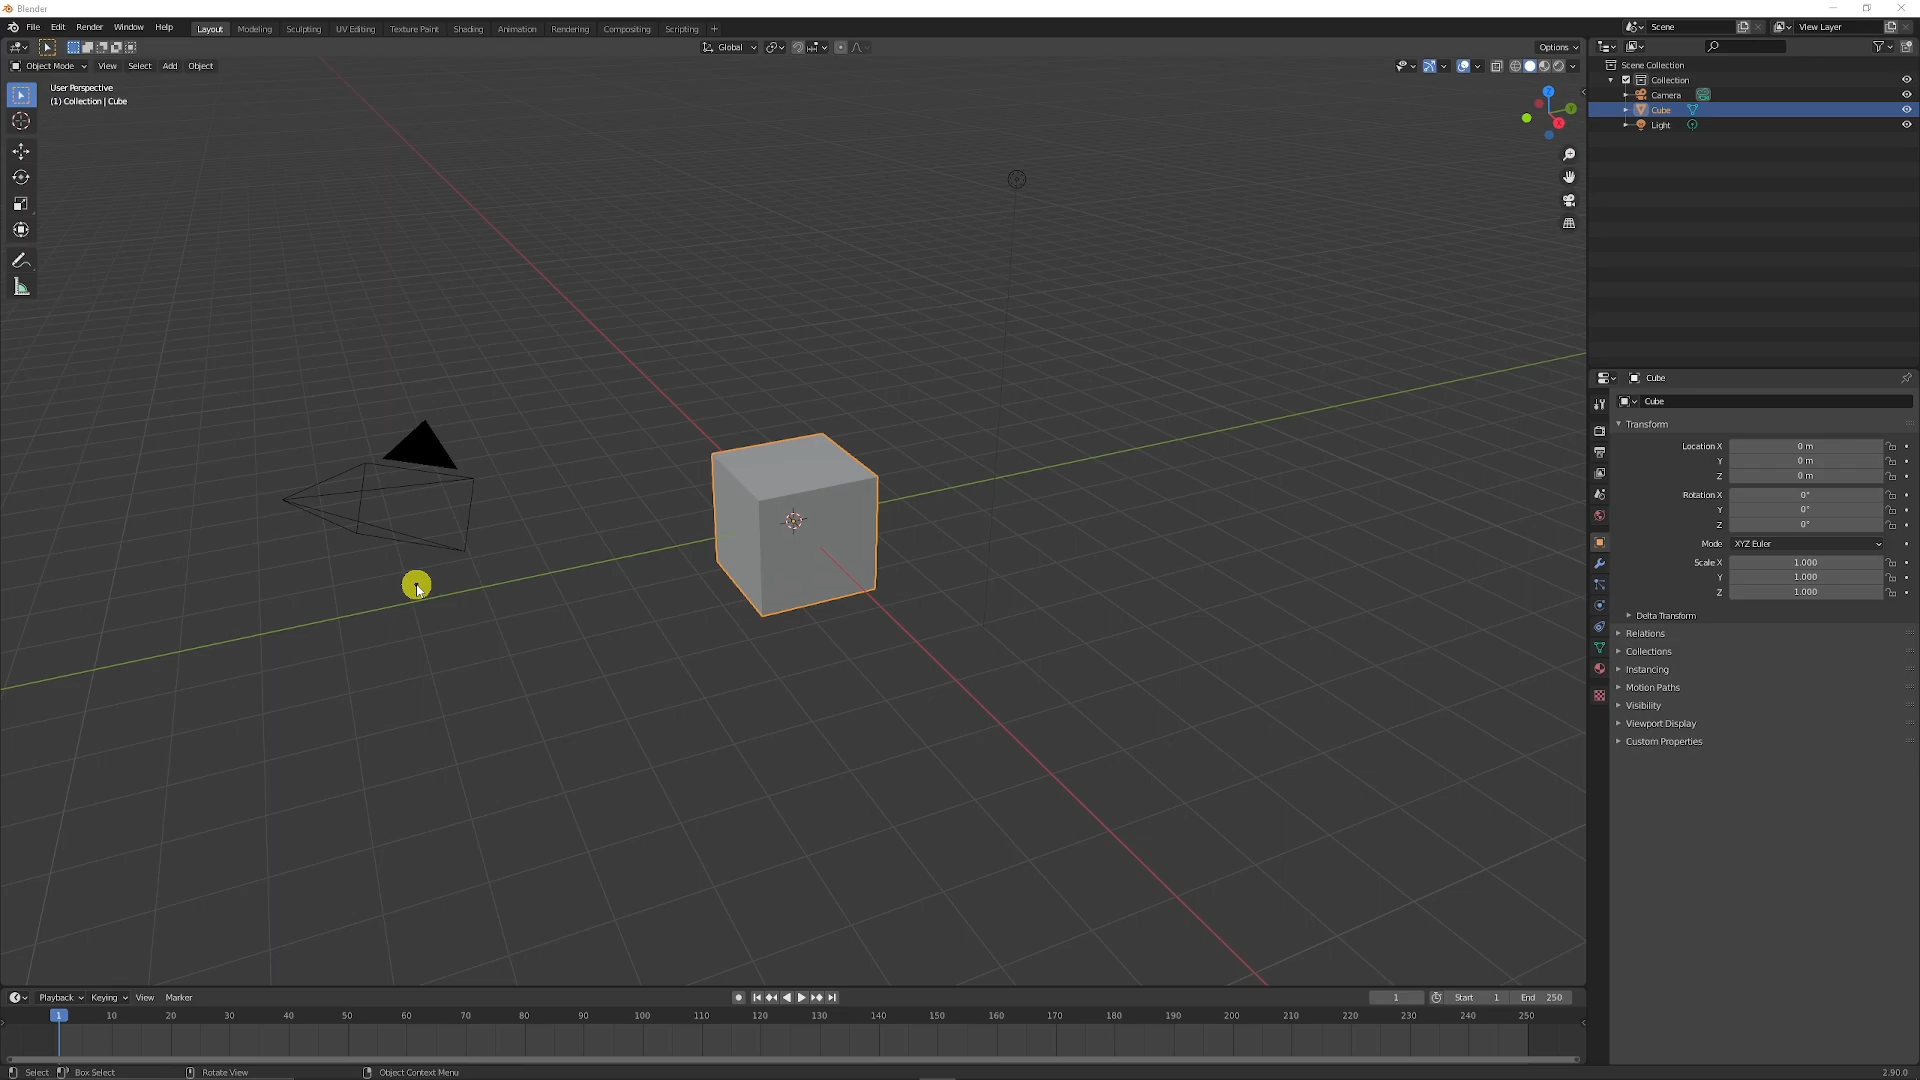 Blender
File Edit Render Window Help Layout Modeling Sculpting UV Editing Texture Paint Shading Animation Rendering Compositing Scripting + Scene View Layer
Global Options
Object Mode View Select Add Object
User Perspective
(1) Collection | Cube
Z
Y
X
Scene Collection
Collection
Camera
Cube
Light
Cube
Cube
Transform
Location X 0 m
Y 0 m
Z 0 m
Rotation X 0°
Y 0°
Z 0°
Mode XYZ Euler
Scale X 1.000
Y 1.000
Z 1.000
Delta Transform
Relations
Collections
Instancing
Motion Paths
Visibility
Viewport Display
Custom Properties
Playback Keying View Marker 1 Start 1 End 250
1 10 20 30 40 50 60 70 80 90 100 110 120 130 140 150 160 170 180 190 200 210 220 230 240 250
Select Box Select Rotate View Object Context Menu 2.90.0